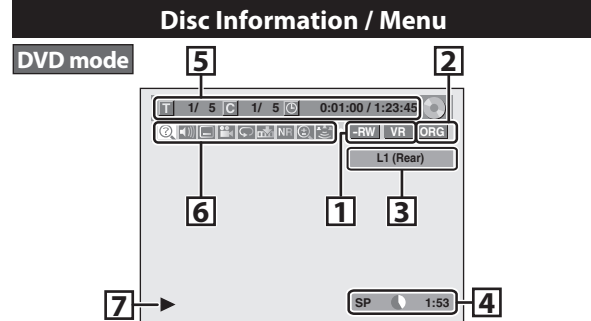 Disc Information / Menu
DVD mode
5
2
T 1/ 5 C 1/ 5 0:01:00 / 1:23:45
NR -RW VR ORG
L1 (Rear)
6
1
3
7
SP 1:53
4